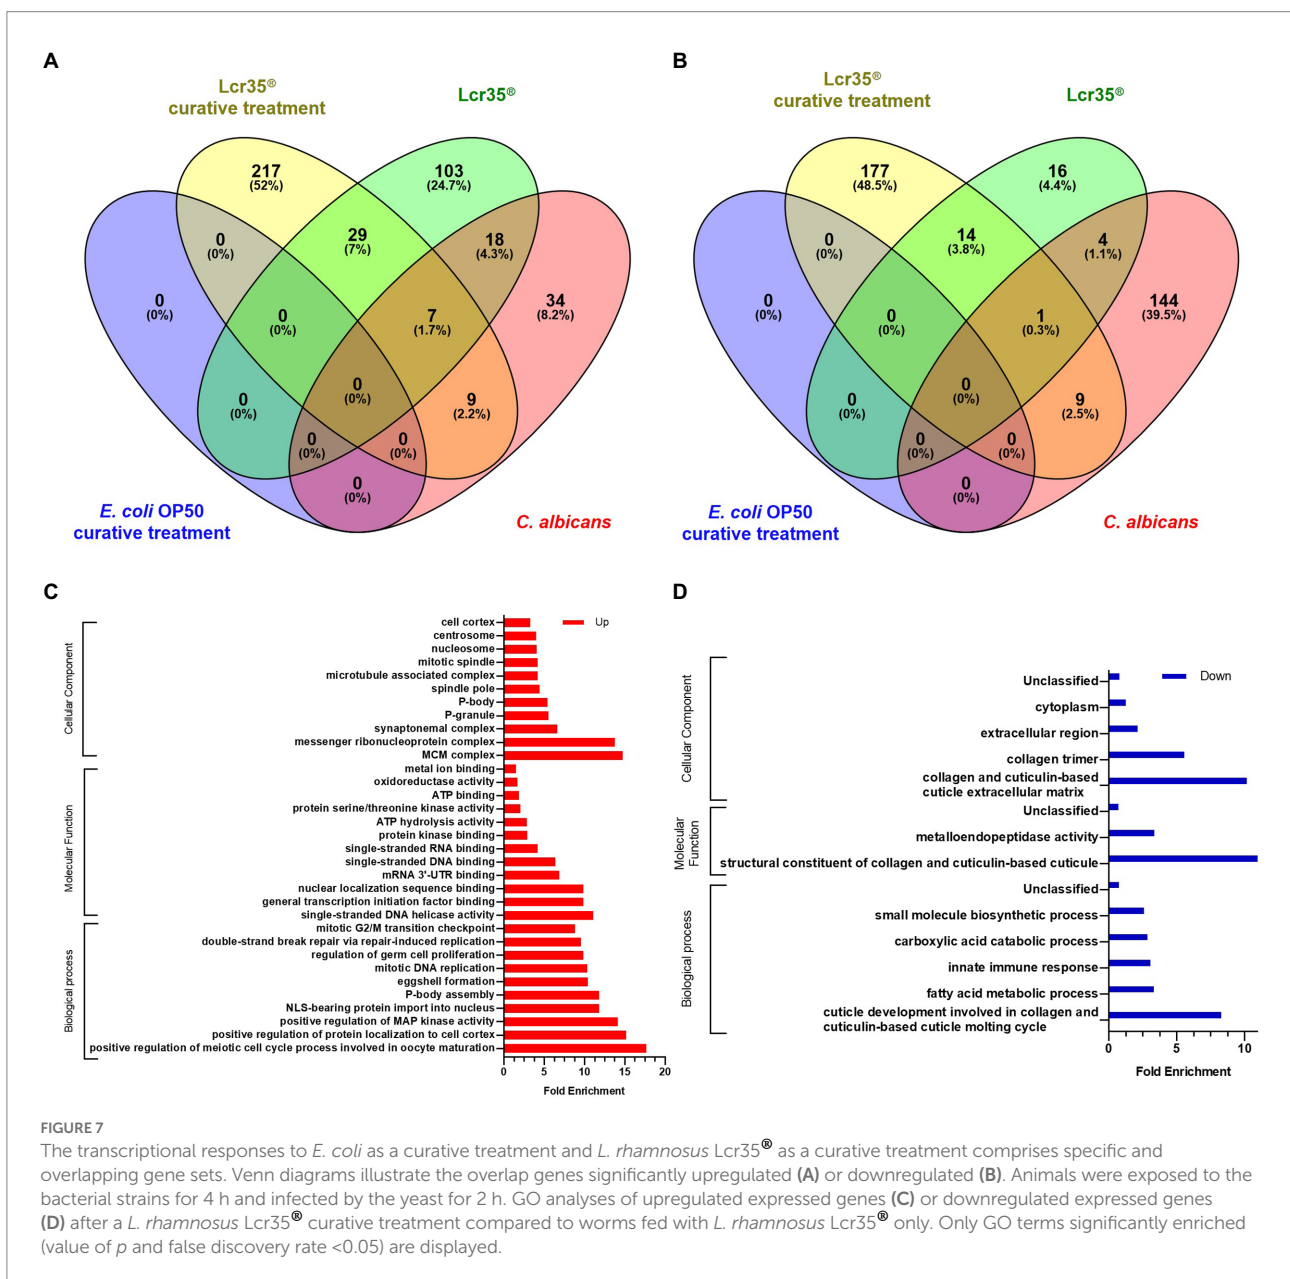 A
Lcr35®
curative treatment
Lcr35®
217
(52%)
103
(24.7%)
0
(0%)
29
(7%)
18
(4.3%)
0
(0%)
0
(0%)
7
(1.7%)
34
(8.2%)
0
(0%)
0
(0%)
9
(2.2%)
0
(0%)
0
(0%)
0
(0%)
E. coli OP50
curative treatment
C. albicans
B
Lcr35®
curative treatment
Lcr35®
177
(48.5%)
16
(4.4%)
0
(0%)
14
(3.8%)
4
(1.1%)
0
(0%)
0
(0%)
1
(0.3%)
144
(39.5%)
0
(0%)
0
(0%)
9
(2.5%)
0
(0%)
0
(0%)
0
(0%)
E. coli OP50
curative treatment
C. albicans
C
Up
Cellular Component
cell cortex
centrosome
nucleosome
mitotic spindle
microtubule associated complex
spindle pole
P-body
P-granule
synaptonemal complex
messenger ribonucleoprotein complex
MCM complex
Molecular Function
metal ion binding
oxidoreductase activity
ATP binding
protein serine/threonine kinase activity
ATP hydrolysis activity
protein kinase binding
single-stranded RNA binding
single-stranded DNA binding
mRNA 3'-UTR binding
nuclear localization sequence binding
general transcription initiation factor binding
single-stranded DNA helicase activity
Biological process
mitotic G2/M transition checkpoint
double-strand break repair via repair-induced replication
regulation of germ cell proliferation
mitotic DNA replication
eggshell formation
P-body assembly
NLS-bearing protein import into nucleus
positive regulation of MAP kinase activity
positive regulation of protein localization to cell cortex
positive regulation of meiotic cell cycle process involved in oocyte maturation
0 5 10 15 20
Fold Enrichment
D
Down
Cellular Component
Unclassified
cytoplasm
extracellular region
collagen trimer
collagen and cuticulin-based
cuticle extracellular matrix
Molecular
Function
Unclassified
metalloendopeptidase activity
structural constituent of collagen and cuticulin-based cuticule
Biological process
Unclassified
small molecule biosynthetic process
carboxylic acid catabolic process
innate immune response
fatty acid metabolic process
cuticle development involved in collagen and
cuticulin-based cuticle molting cycle
0 5 10
Fold Enrichment
FIGURE 7
The transcriptional responses to E. coli as a curative treatment and L. rhamnosus Lcr35® as a curative treatment comprises specific and
overlapping gene sets. Venn diagrams illustrate the overlap genes significantly upregulated (A) or downregulated (B). Animals were exposed to the
bacterial strains for 4 h and infected by the yeast for 2 h. GO analyses of upregulated expressed genes (C) or downregulated expressed genes
(D) after a L. rhamnosus Lcr35® curative treatment compared to worms fed with L. rhamnosus Lcr35® only. Only GO terms significantly enriched
(value of p and false discovery rate <0.05) are displayed.